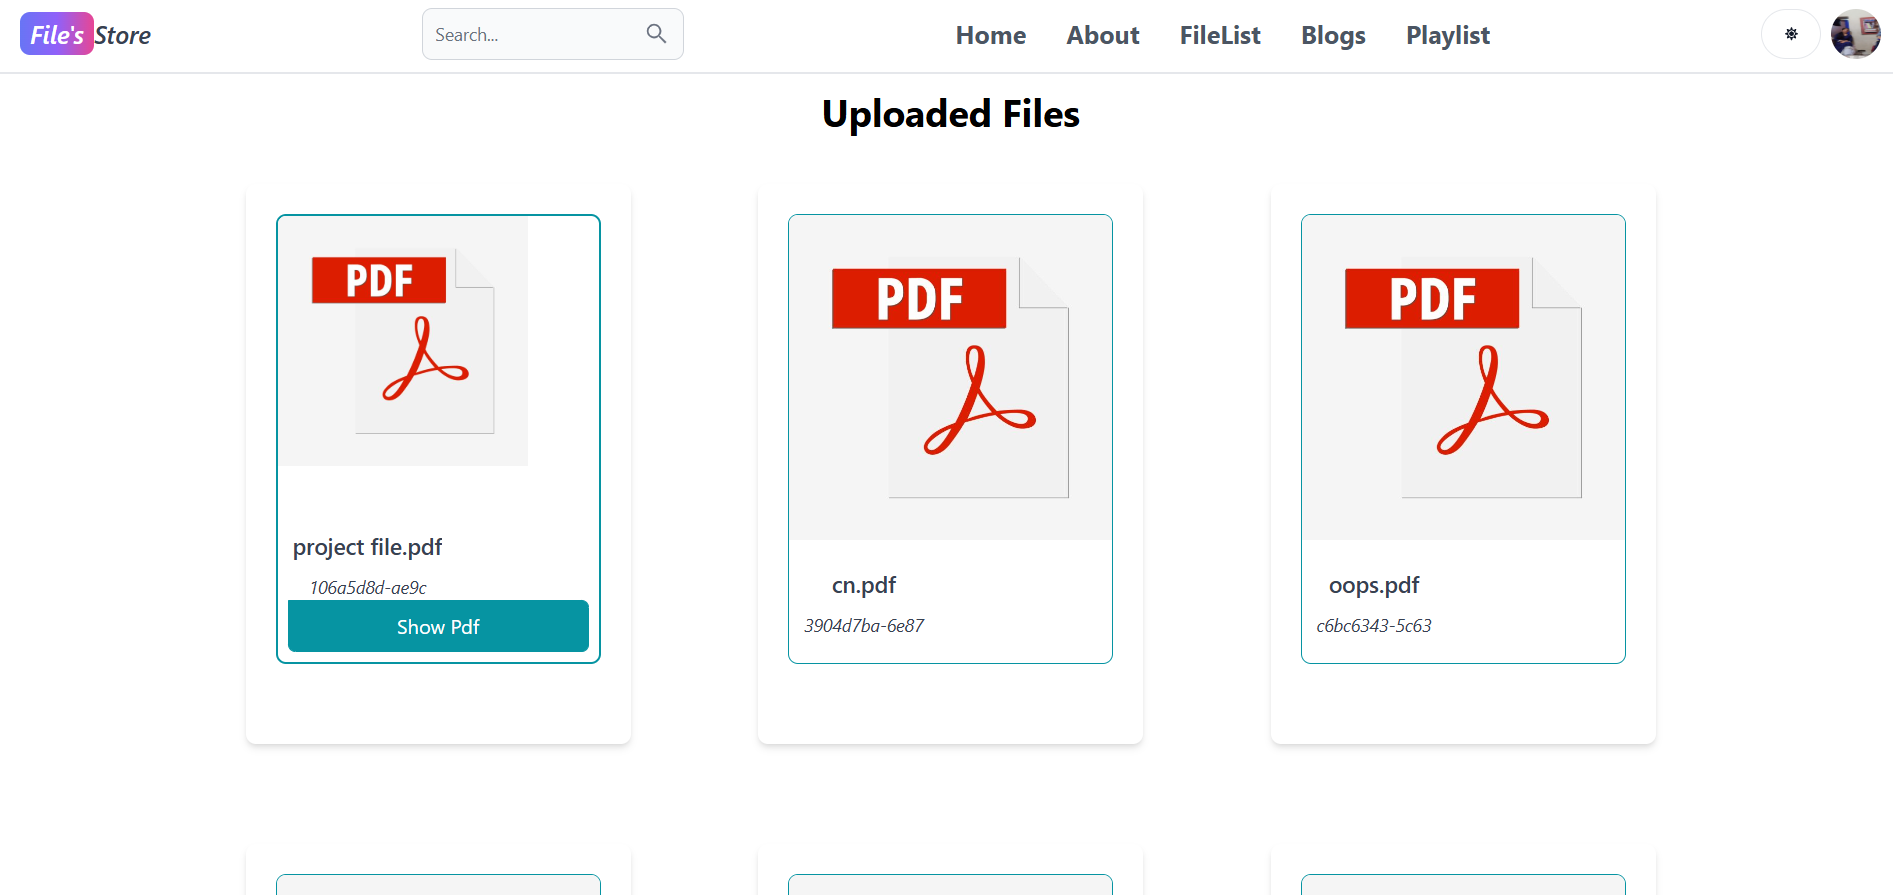 File's Store
Search...
Home About FileList Blogs Playlist
Uploaded Files
PDF
project file.pdf
106a5d8d-ae9c
Show Pdf
PDF
cn.pdf
3904d7ba-6e87
PDF
oops.pdf
c6bc6343-5c63